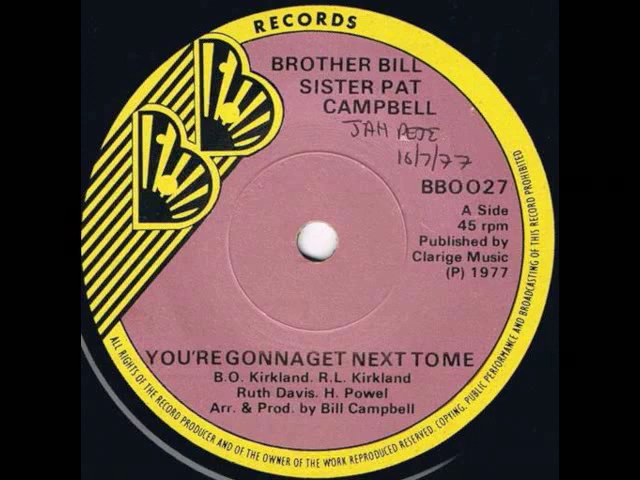 RECORDS
BROTHER BILL
SISTER PAT
CAMPBELL
JAH PETE
16/7/77
BB0027
A Side
45 rpm
Published by
Clarige Music
(P) 1977
YOU'RE GONNA GET NEXT TO ME
B.O. Kirkland. R.L. Kirkland
Ruth Davis. H. Powel
Arr. & Prod. by Bill Campbell
ALL RIGHTS OF THE RECORD PRODUCER AND OF THE OWNER OF THE WORK REPRODUCED RESERVED. COPYING, PUBLIC PERFORMANCE AND BROADCASTING OF THIS RECORD PROHIBITED
BB